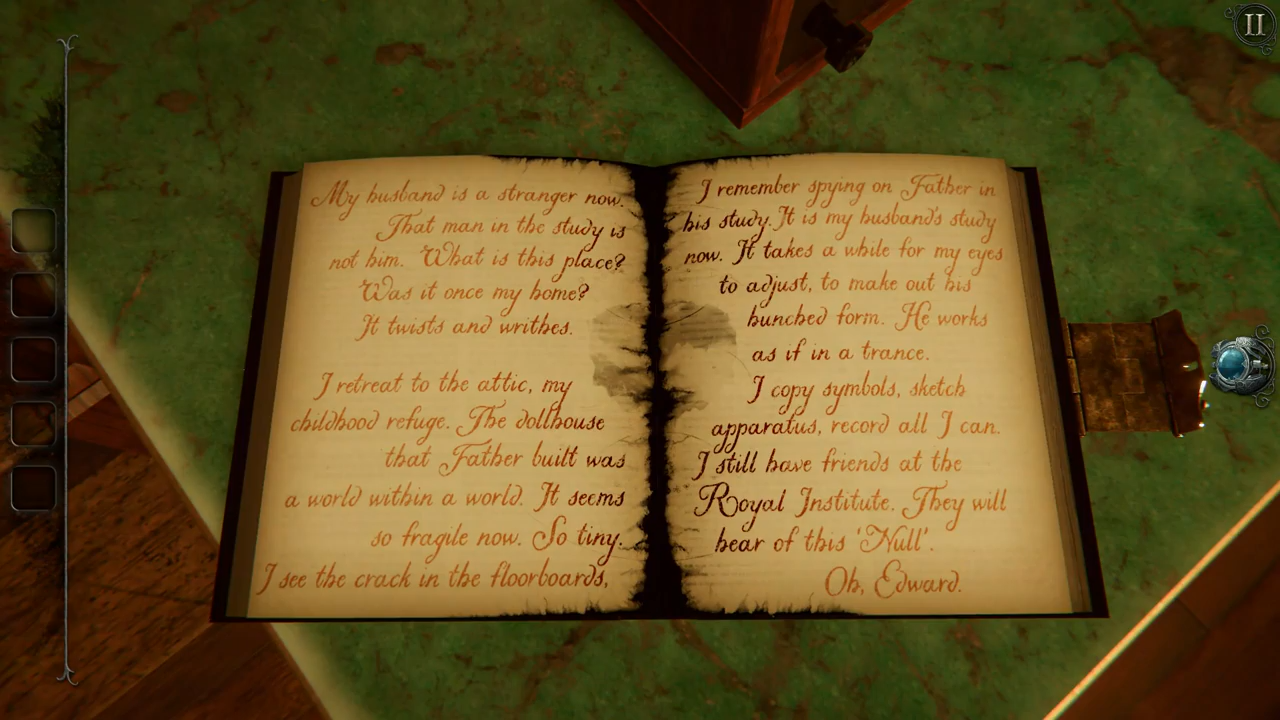 My husband is a stranger now.
That man in the study is
not him. What is this place?
Was it once my home?
It twists and writhes.
I retreat to the attic, my
childhood refuge. The dollhouse
that Father built was
a world within a world. It seems
so fragile now. So tiny.
I see the crack in the floorboards,
I remember spying on Father in
his study. It is my husband's study
now. It takes a while for my eyes
to adjust, to make out his
hunched form. He works
as if in a trance.
I copy symbols, sketch
apparatus, record all I can.
I still have friends at the
Royal Institute. They will
hear of this 'Null'.
Oh, Edward.
II